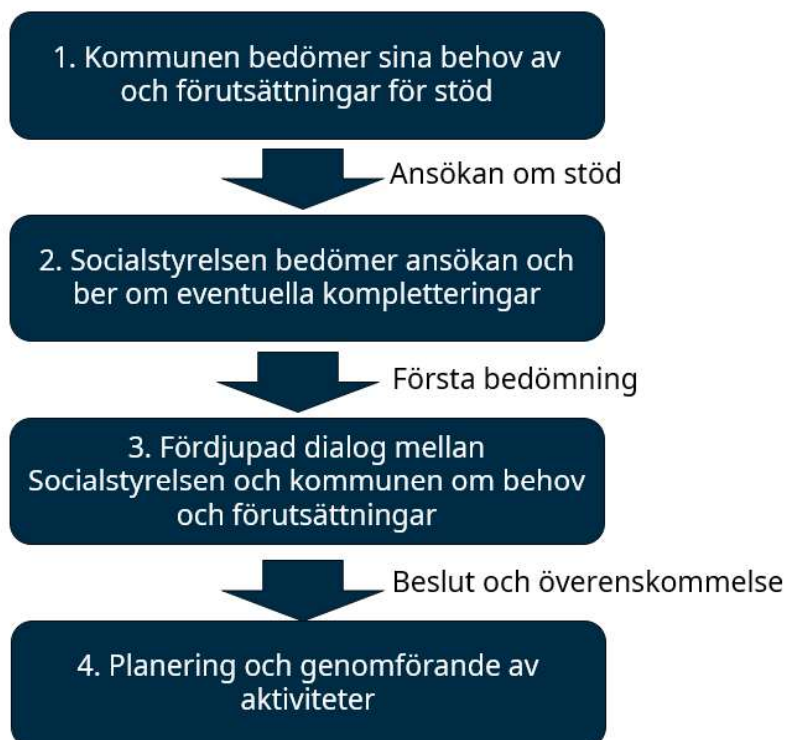 1. Kommunen bedömer sina behov av
och förutsättningar för stöd
Ansökan om stöd
2. Socialstyrelsen bedömer ansökan och
ber om eventuella kompletteringar
Första bedömning
3. Fördjupad dialog mellan
Socialstyrelsen och kommunen om behov
och förutsättningar
Beslut och överenskommelse
4. Planering och genomförande av
aktiviteter